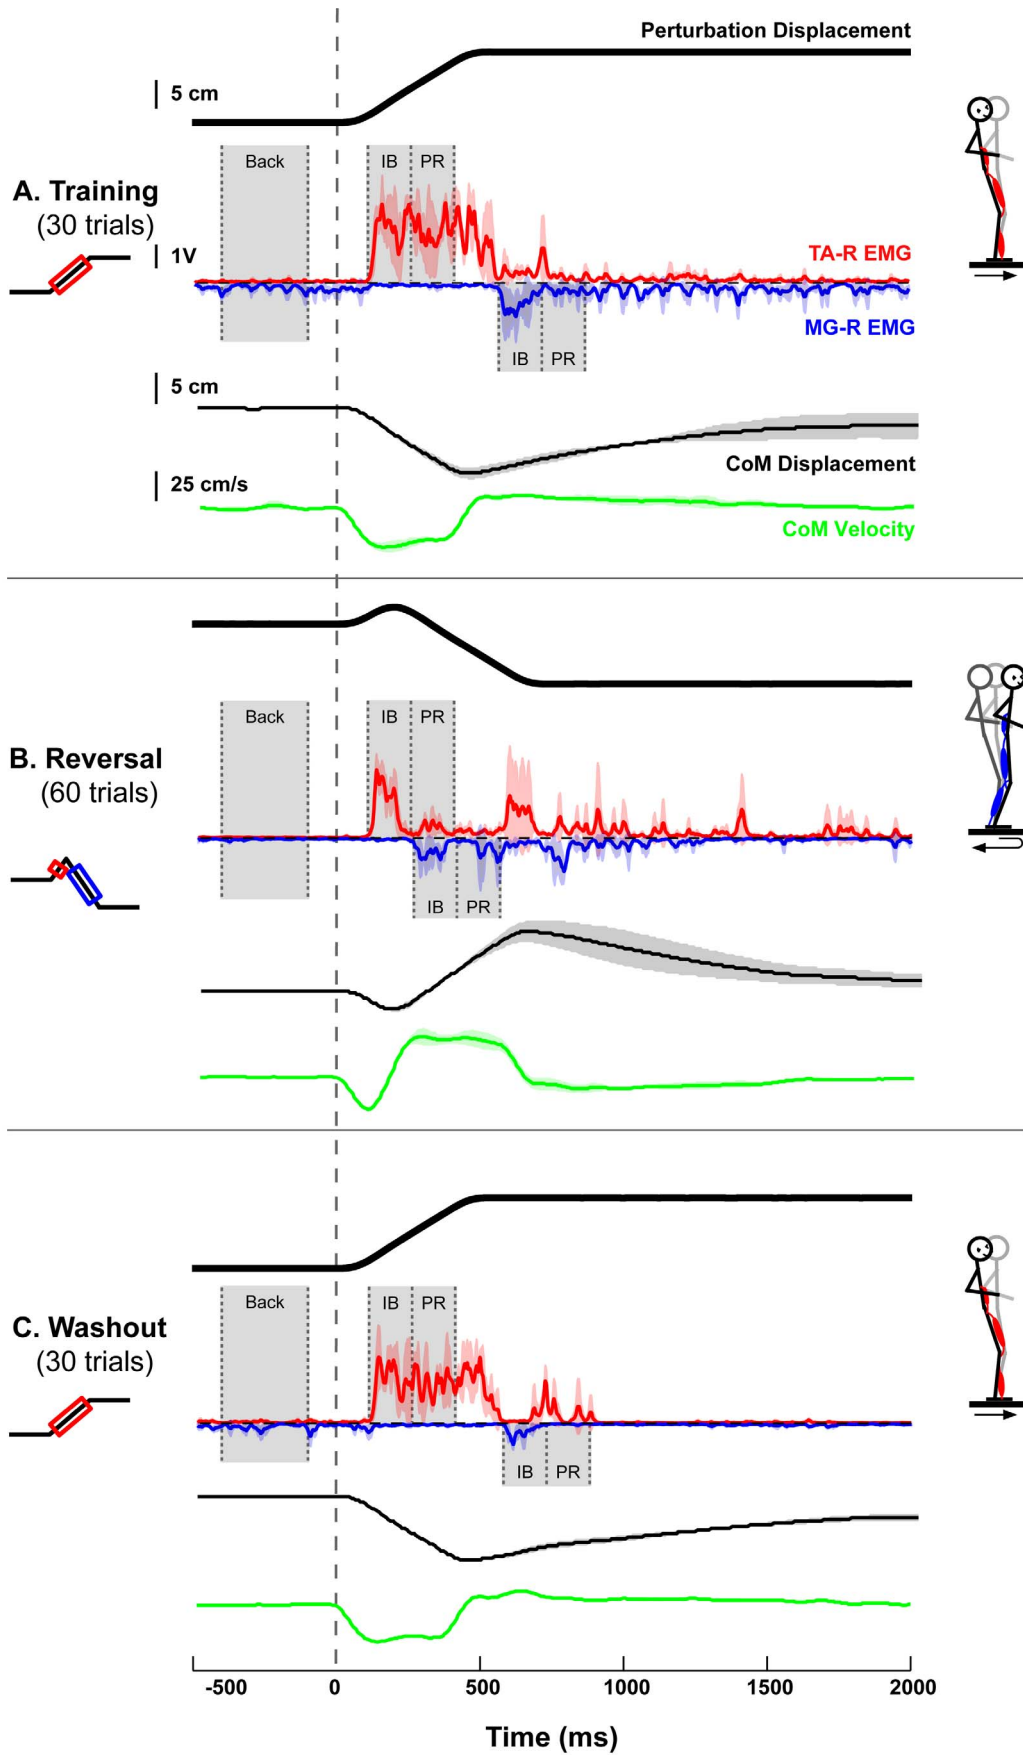 Perturbation Displacement
5 cm
Back
IB
PR
A. Training
(30 trials)
1V
TA-R EMG
MG-R EMG
IB
PR
5 cm
CoM Displacement
25 cm/s
CoM Velocity
Back
IB
PR
B. Reversal
(60 trials)
IB
PR
Back
IB
PR
C. Washout
(30 trials)
IB
PR
-500 0 500 1000 1500 2000
Time (ms)